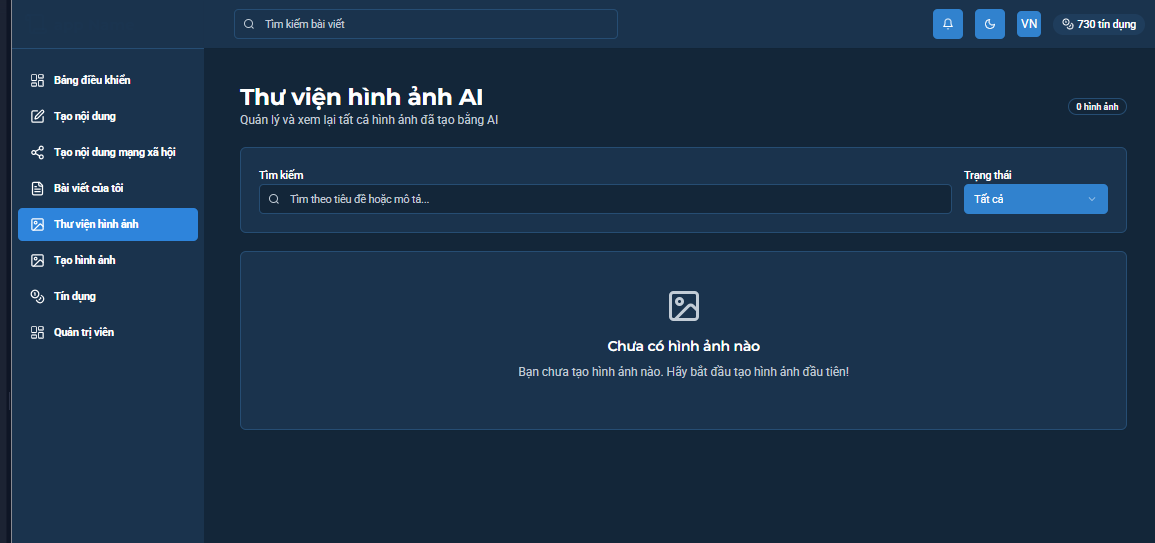 Tìm kiếm bài viết
VN
730 tín dụng
Bảng điều khiển
Tạo nội dung
Tạo nội dung mạng xã hội
Bài viết của tôi
Thư viện hình ảnh
Tạo hình ảnh
Tín dụng
Quản trị viên
Thư viện hình ảnh AI
Quản lý và xem lại tất cả hình ảnh đã tạo bằng AI
0 hình ảnh
Tìm kiếm
Tìm theo tiêu đề hoặc mô tả...
Trạng thái
Tất cả
Chưa có hình ảnh nào
Bạn chưa tạo hình ảnh nào. Hãy bắt đầu tạo hình ảnh đầu tiên!